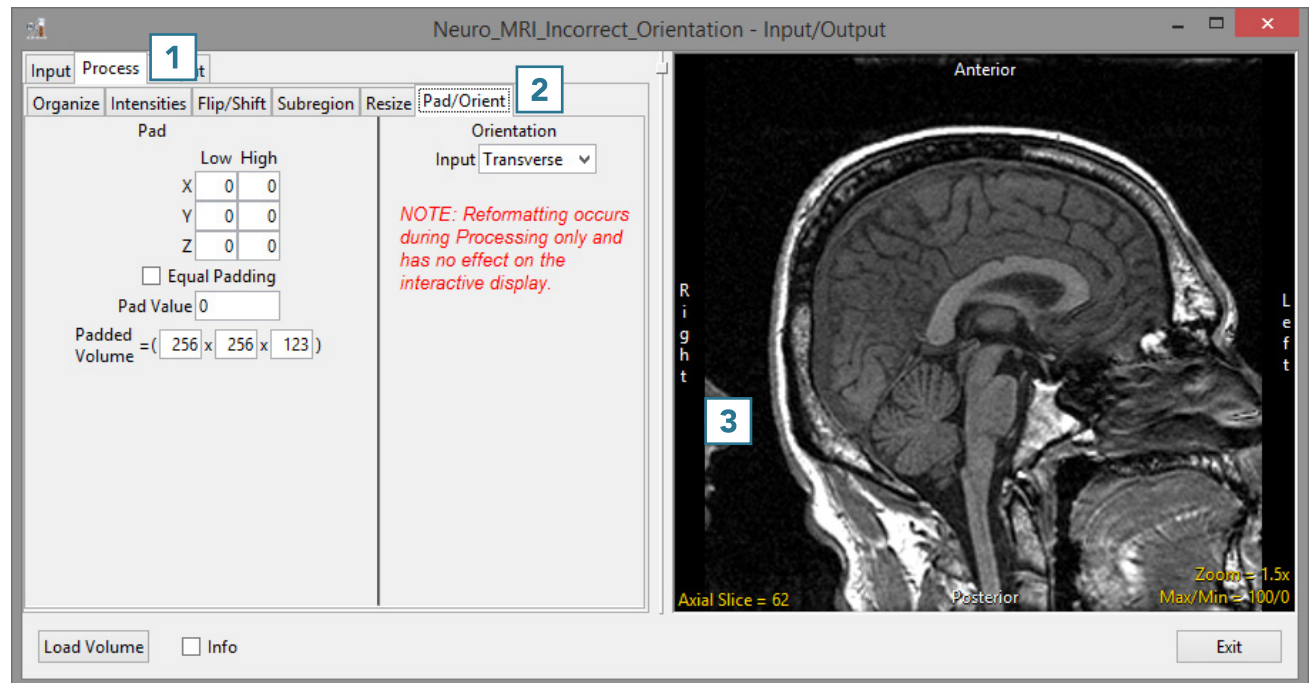 Neuro_MRI_Incorrect_Orientation - Input/Output
Input Process 1 t
Organize Intensities Flip/Shift Subregion Resize Pad/Orient 2
Pad
Low High
X 0 0
Y 0 0
Z 0 0
Equal Padding
Pad Value 0
Padded Volume =( 256 x 256 x 123 )
Orientation
Input Transverse
NOTE: Reformatting occurs
during Processing only and
has no effect on the
interactive display.
Anterior
Right
Left
3
Axial Slice = 62
Posterior
Zoom = 1.5x
Max/Min = 100/0
Load Volume
Info
Exit